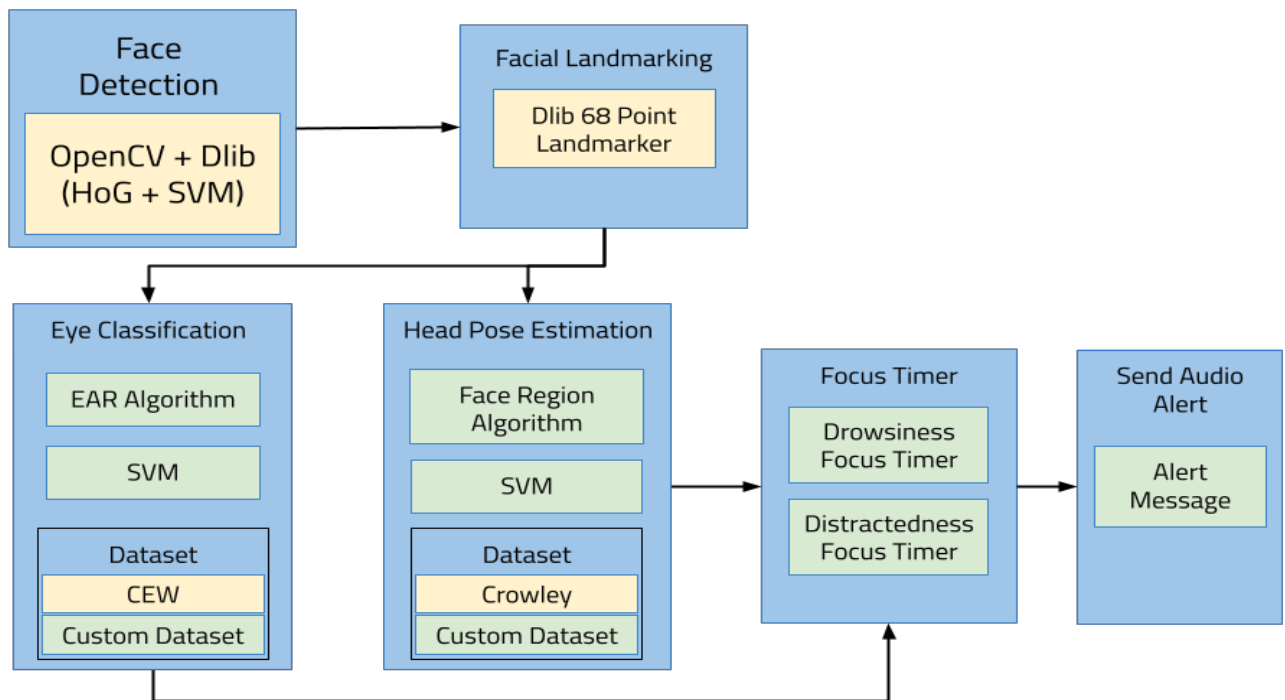 Face
Detection
OpenCV + Dlib
(HoG + SVM)
Facial Landmarking
Dlib 68 Point
Landmarker
Eye Classification
EAR Algorithm
SVM
Dataset
CEW
Custom Dataset
Head Pose Estimation
Face Region
Algorithm
SVM
Dataset
Crowley
Custom Dataset
Focus Timer
Drowsiness
Focus Timer
Distractedness
Focus Timer
Send Audio
Alert
Alert
Message